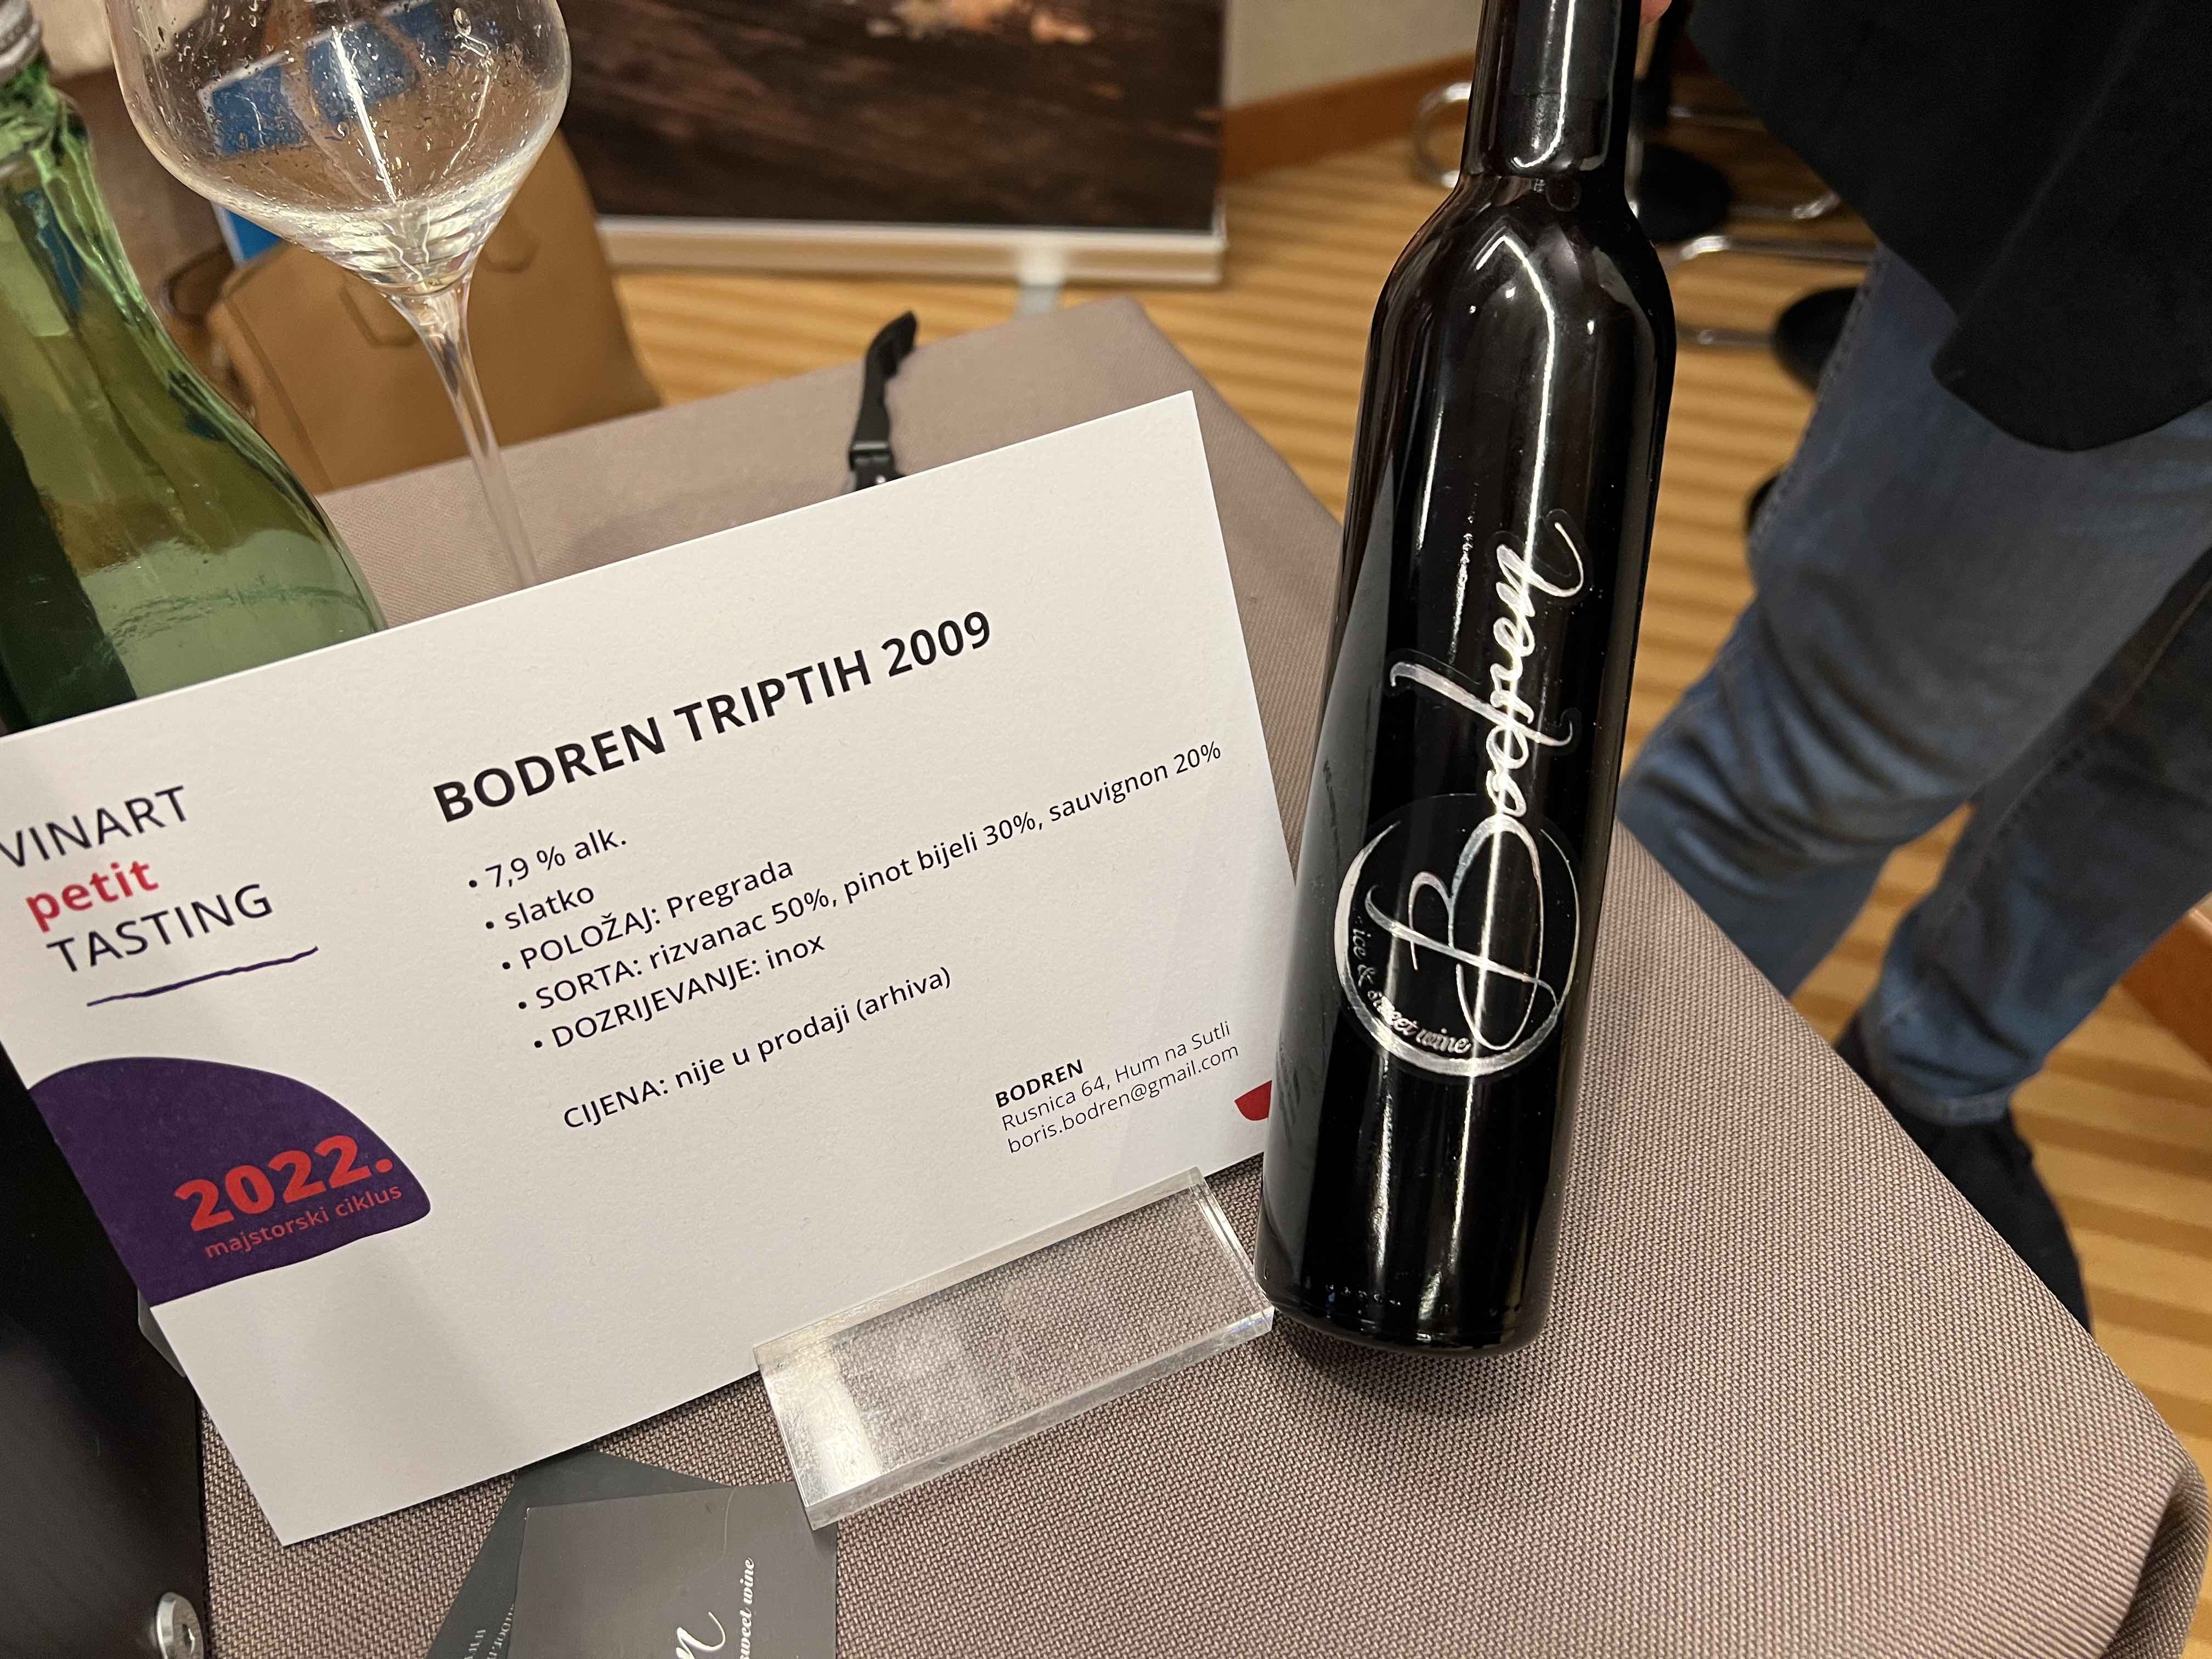 VINART
petit
TASTING
2022.
majstorski ciklus
BODREN TRIPTIH 2009
• 7,9 % alk.
• slatko
• POLOŽAJ: Pregrada
• SORTA: rizvanac 50%, pinot bijeli 30%, sauvignon 20%
• DOZRIJEVANJE: inox
CIJENA: nije u prodaji (arhiva)
BODREN
Rusnica 64, Hum na Sutli
boris.bodren@gmail.com
Bodren
B
ice & sweet wine
sweet wine